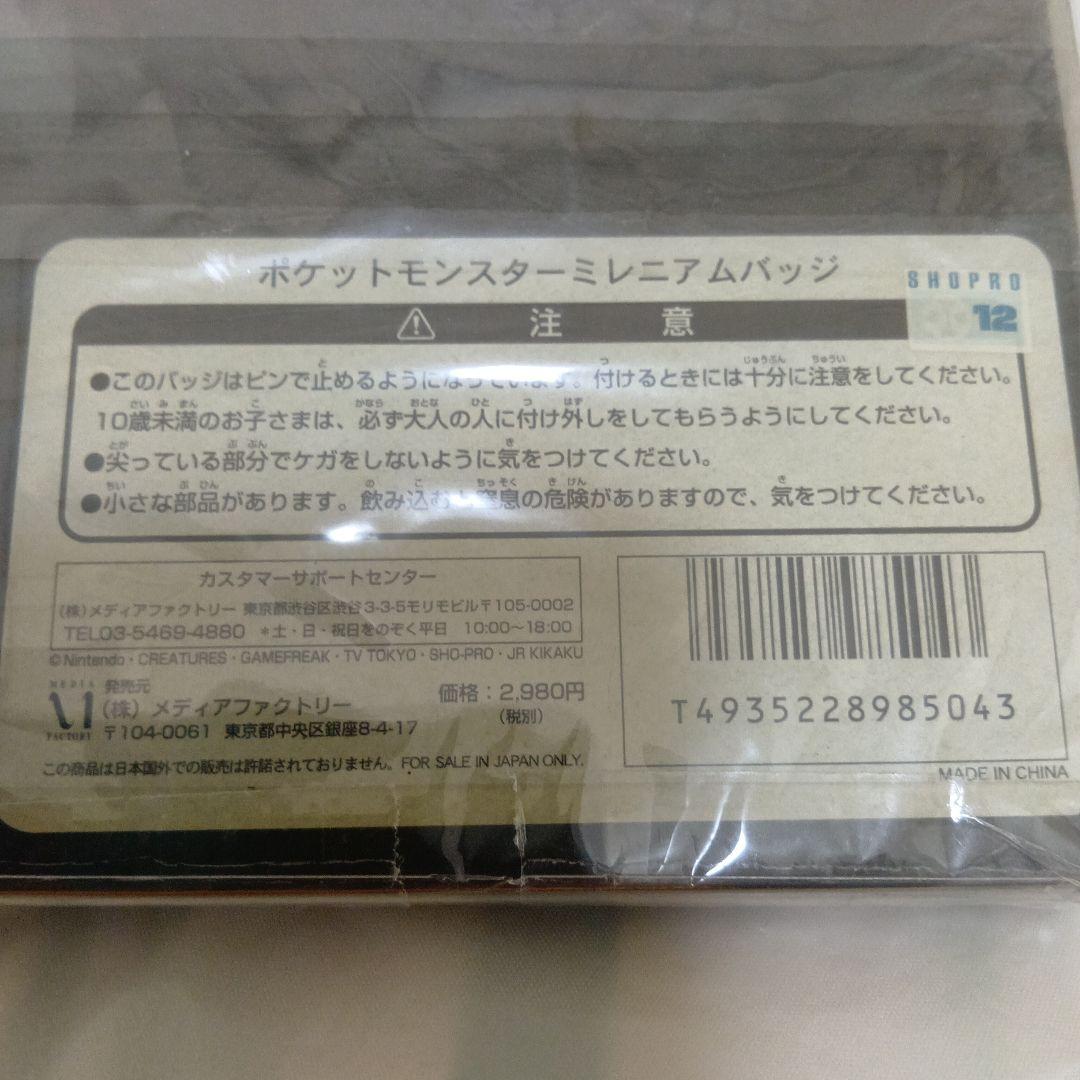 ポケットモンスターミレニアムバッジ
SHOPRO
12
注意
●このバッジはピンで止めるようになっています。付けるときには十分に注意をしてください。
10歳未満のお子さまは、必ず大人の人に付け外しをしてもらうようにしてください。
●尖っている部分でケガをしないように気をつけてください。
●小さな部品があります。飲み込むと窒息の危険がありますので、気をつけてください。
カスタマーサポートセンター
(株)メディアファクトリー 東京都渋谷区渋谷3-3-5モリモビル〒105-0002
TEL03-5469-4880 *土・日・祝日をのぞく平日 10:00〜18:00
©Nintendo・CREATURES・GAMEFREAK・TV TOKYO・SHO-PRO・JR KIKAKU
MEDIA FACTORY
発売元
(株)メディアファクトリー
〒104-0061 東京都中央区銀座8-4-17
価格:2,980円
(税別)
この商品は日本国外での販売は許諾されておりません。FOR SALE IN JAPAN ONLY.
T4935228985043
MADE IN CHINA